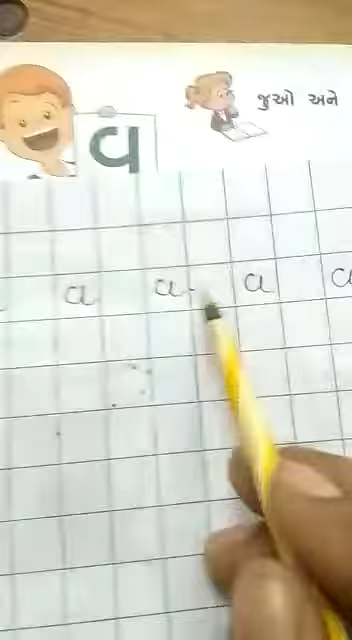 વ
જુઓ અને
વ વ વ વ